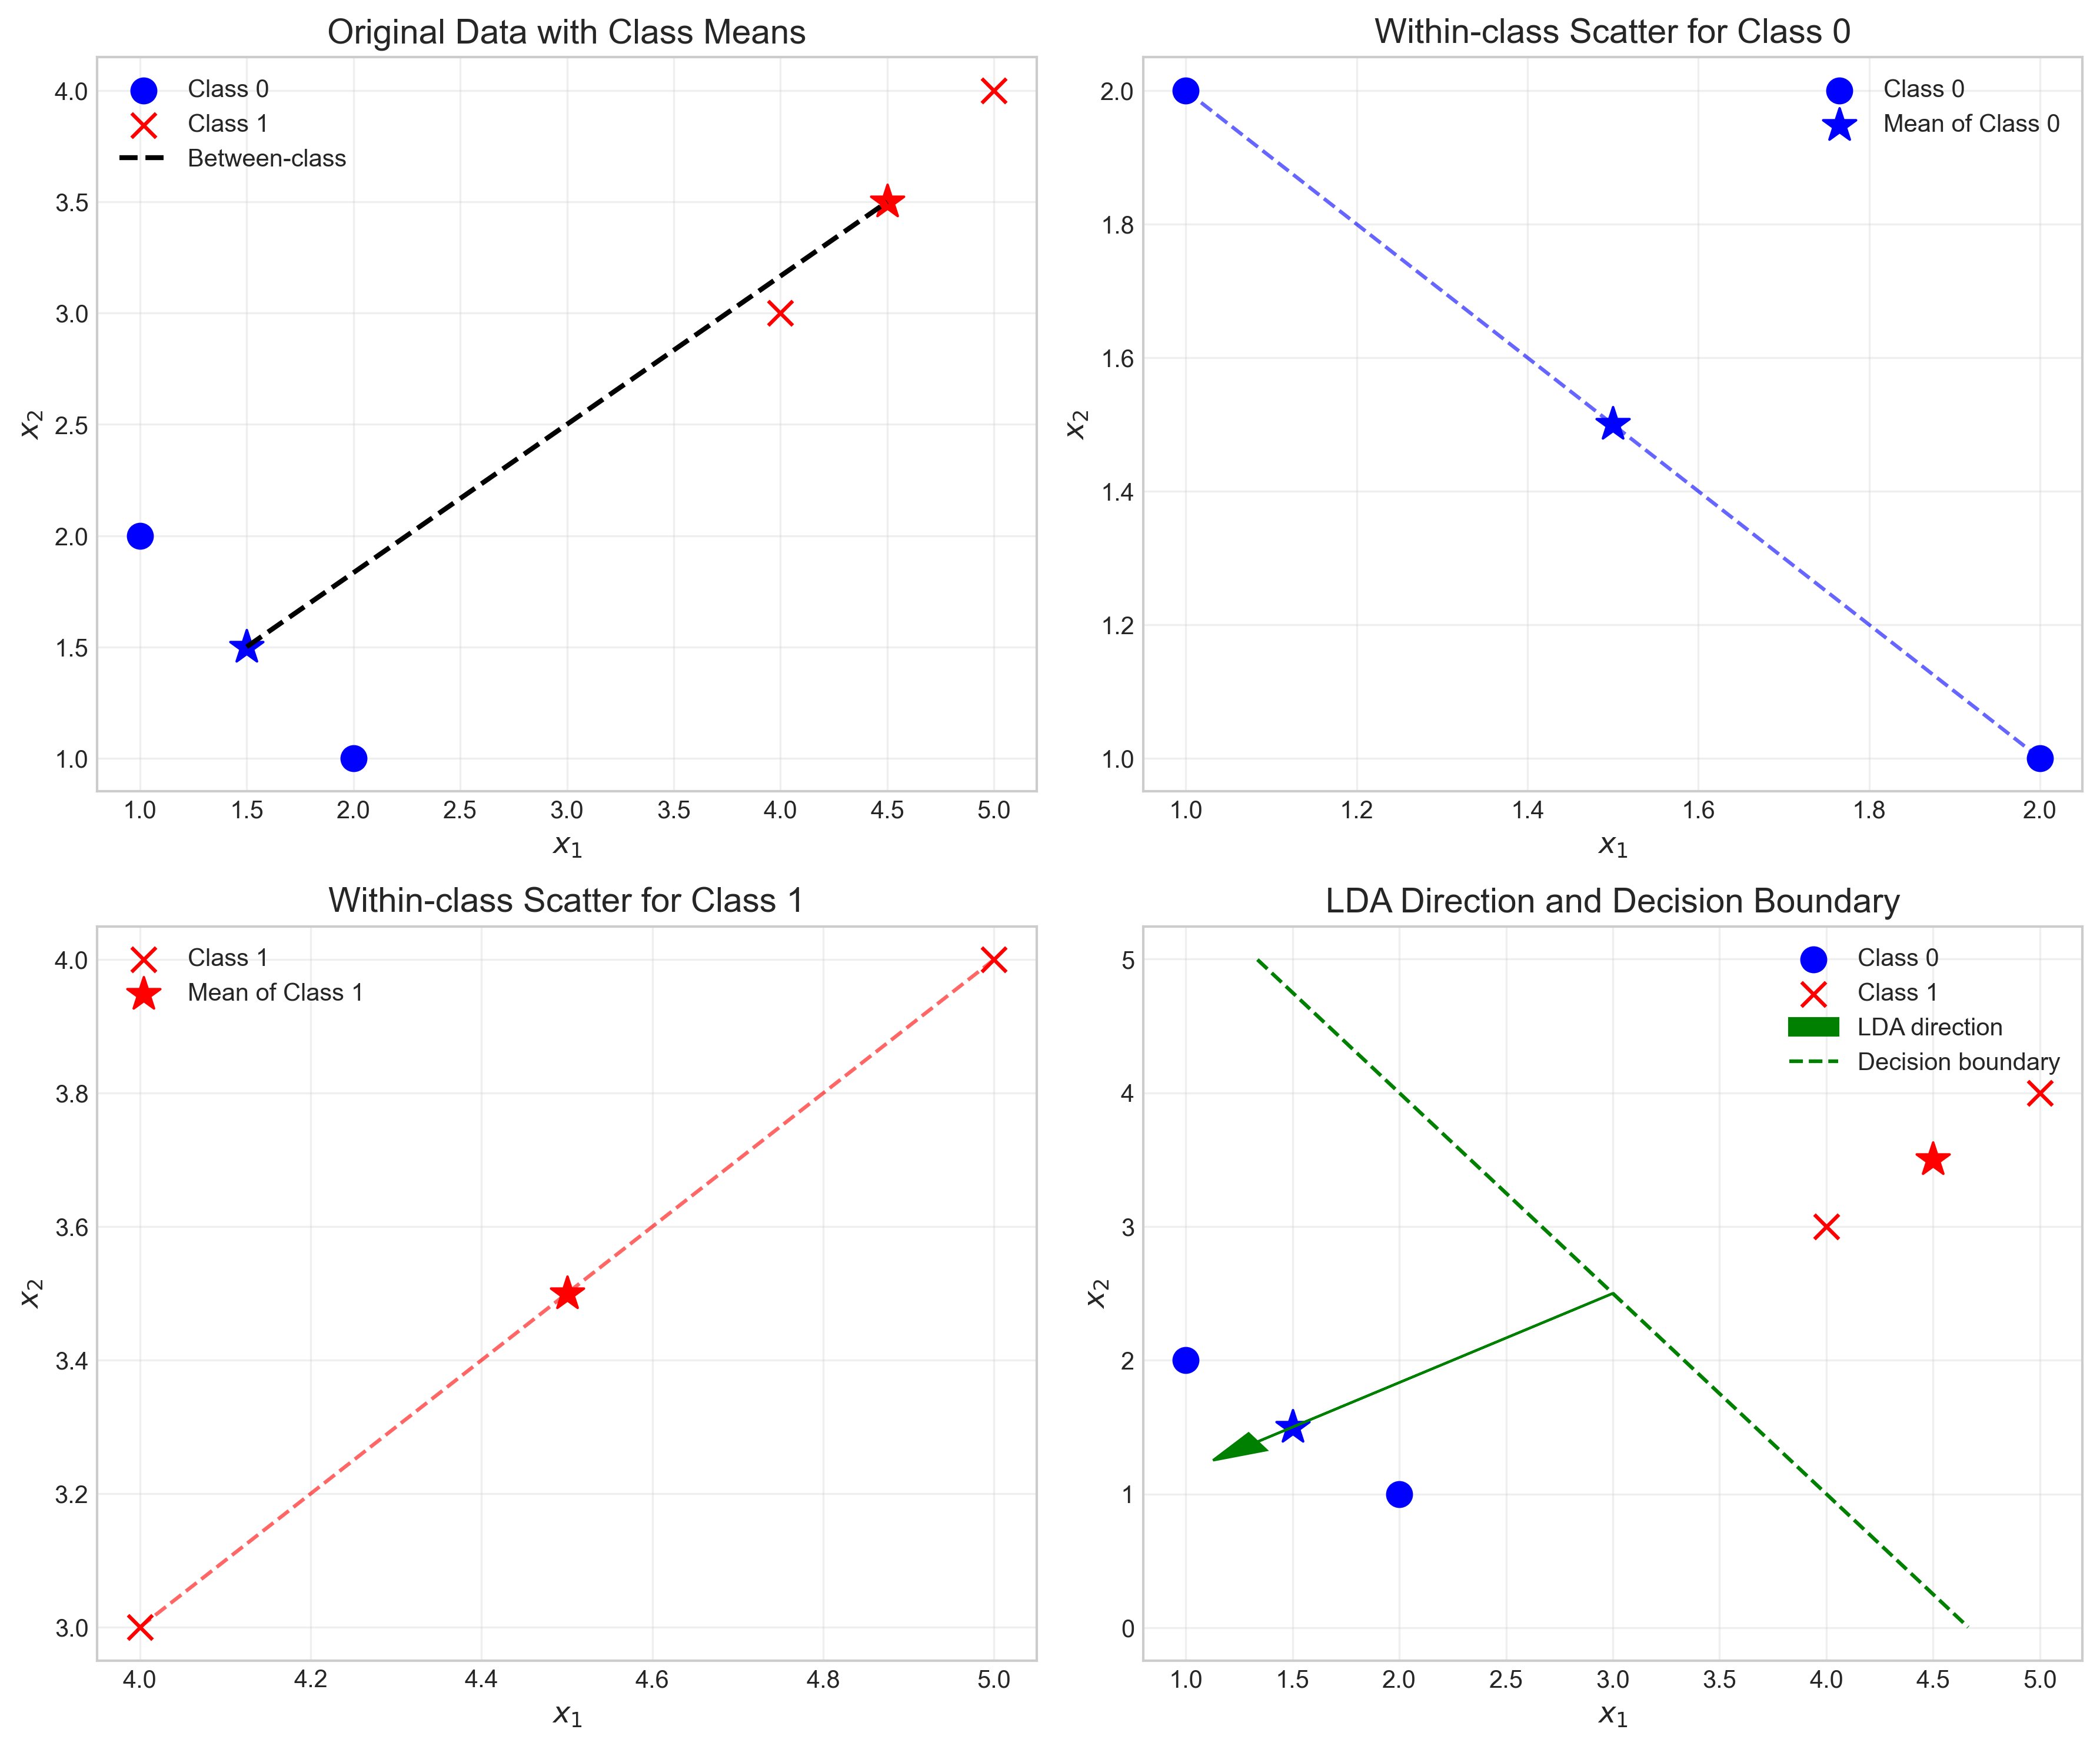 Original Data with Class Means
Class 0
Class 1
Between-class
4.0
3.5
3.0
2.5
2.0
1.5
1.0
x2
1.0 1.5 2.0 2.5 3.0 3.5 4.0 4.5 5.0
x1
Within-class Scatter for Class 0
Class 0
Mean of Class 0
2.0
1.8
1.6
1.4
1.2
1.0
x2
1.0 1.2 1.4 1.6 1.8 2.0
x1
Within-class Scatter for Class 1
Class 1
Mean of Class 1
4.0
3.8
3.6
3.4
3.2
3.0
x2
4.0 4.2 4.4 4.6 4.8 5.0
x1
LDA Direction and Decision Boundary
Class 0
Class 1
LDA direction
Decision boundary
5
4
3
2
1
0
x2
1.0 1.5 2.0 2.5 3.0 3.5 4.0 4.5 5.0
x1